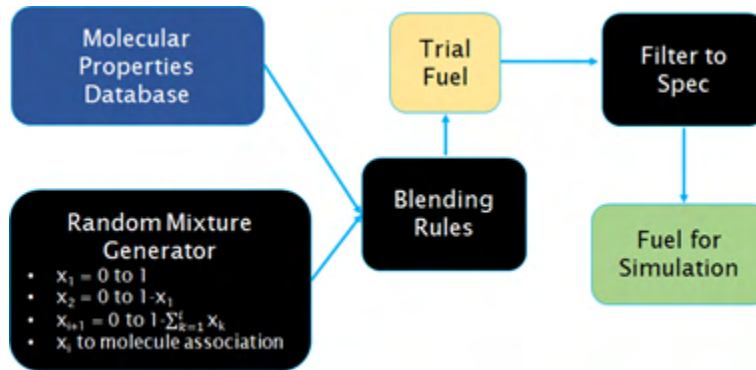 Molecular
Properties
Database
Trial
Fuel
Filter to
Spec
Random Mixture
Generator
• x₁ = 0 to 1
• x₂ = 0 to 1-x₁
• xᵢ₊₁ = 0 to 1-∑ᵢₖ₌₁ xₖ
• xᵢ to molecule association
Blending
Rules
Fuel for
Simulation